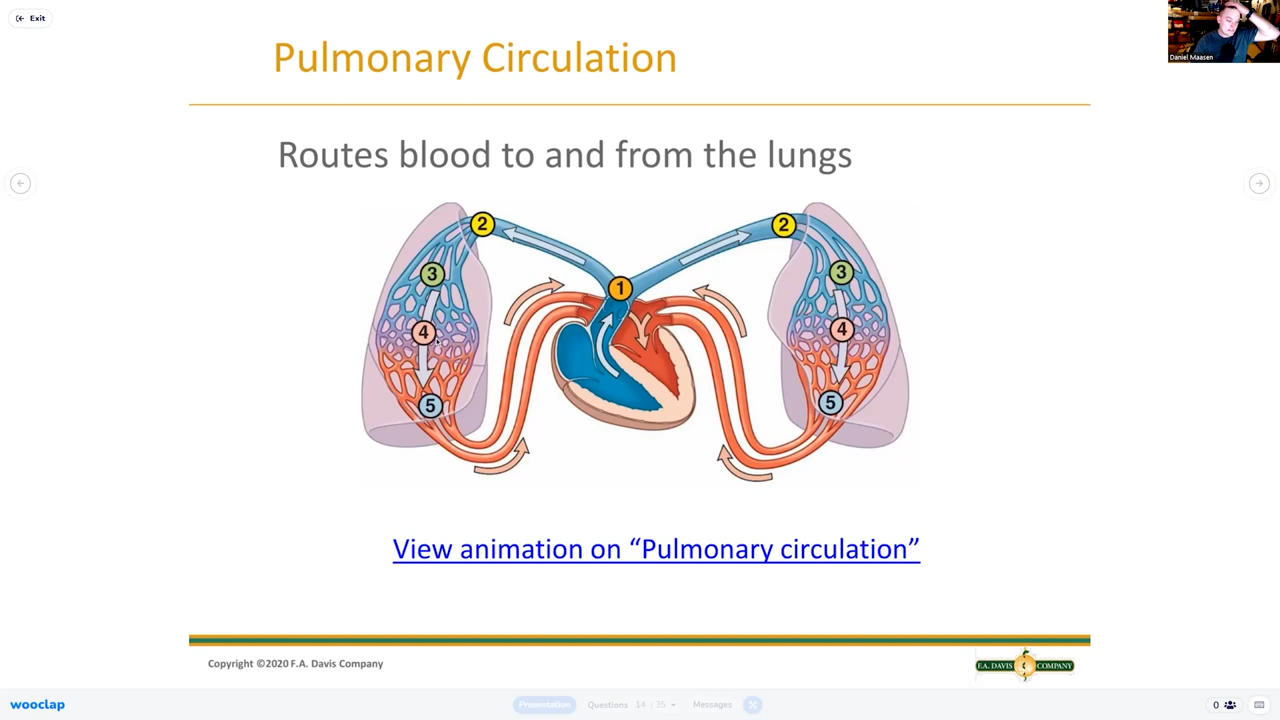 Exit
Pulmonary Circulation
Daniel Maasen
Routes blood to and from the lungs
2
2
3
3
1
4
4
5
5
View animation on “Pulmonary circulation”
Copyright ©2020 F.A. Davis Company
F.A. DAVIS COMPANY
wooclap
Presentation
Questions 14 / 35
Messages
0